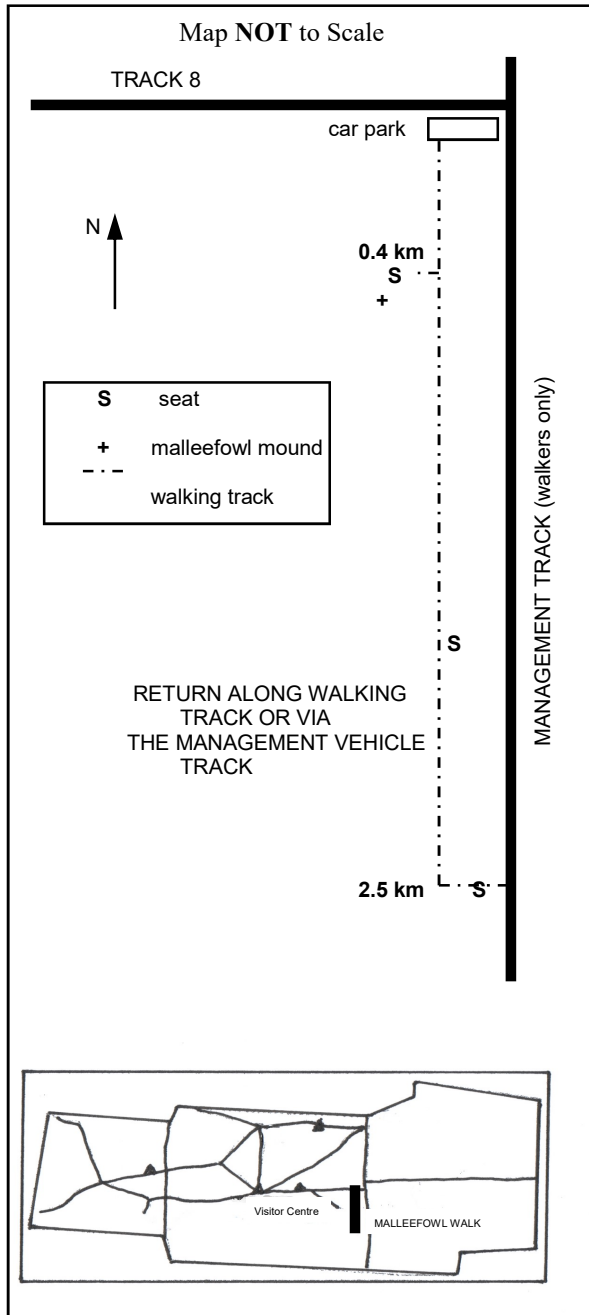 Map NOT to Scale
TRACK 8
car park
N
0.4 km
S
+
S seat
+ malleefowl mound
walking track
MANAGEMENT TRACK (walkers only)
S
RETURN ALONG WALKING
TRACK OR VIA
THE MANAGEMENT VEHICLE
TRACK
2.5 km
S
Visitor Centre
MALLEEFOWL WALK